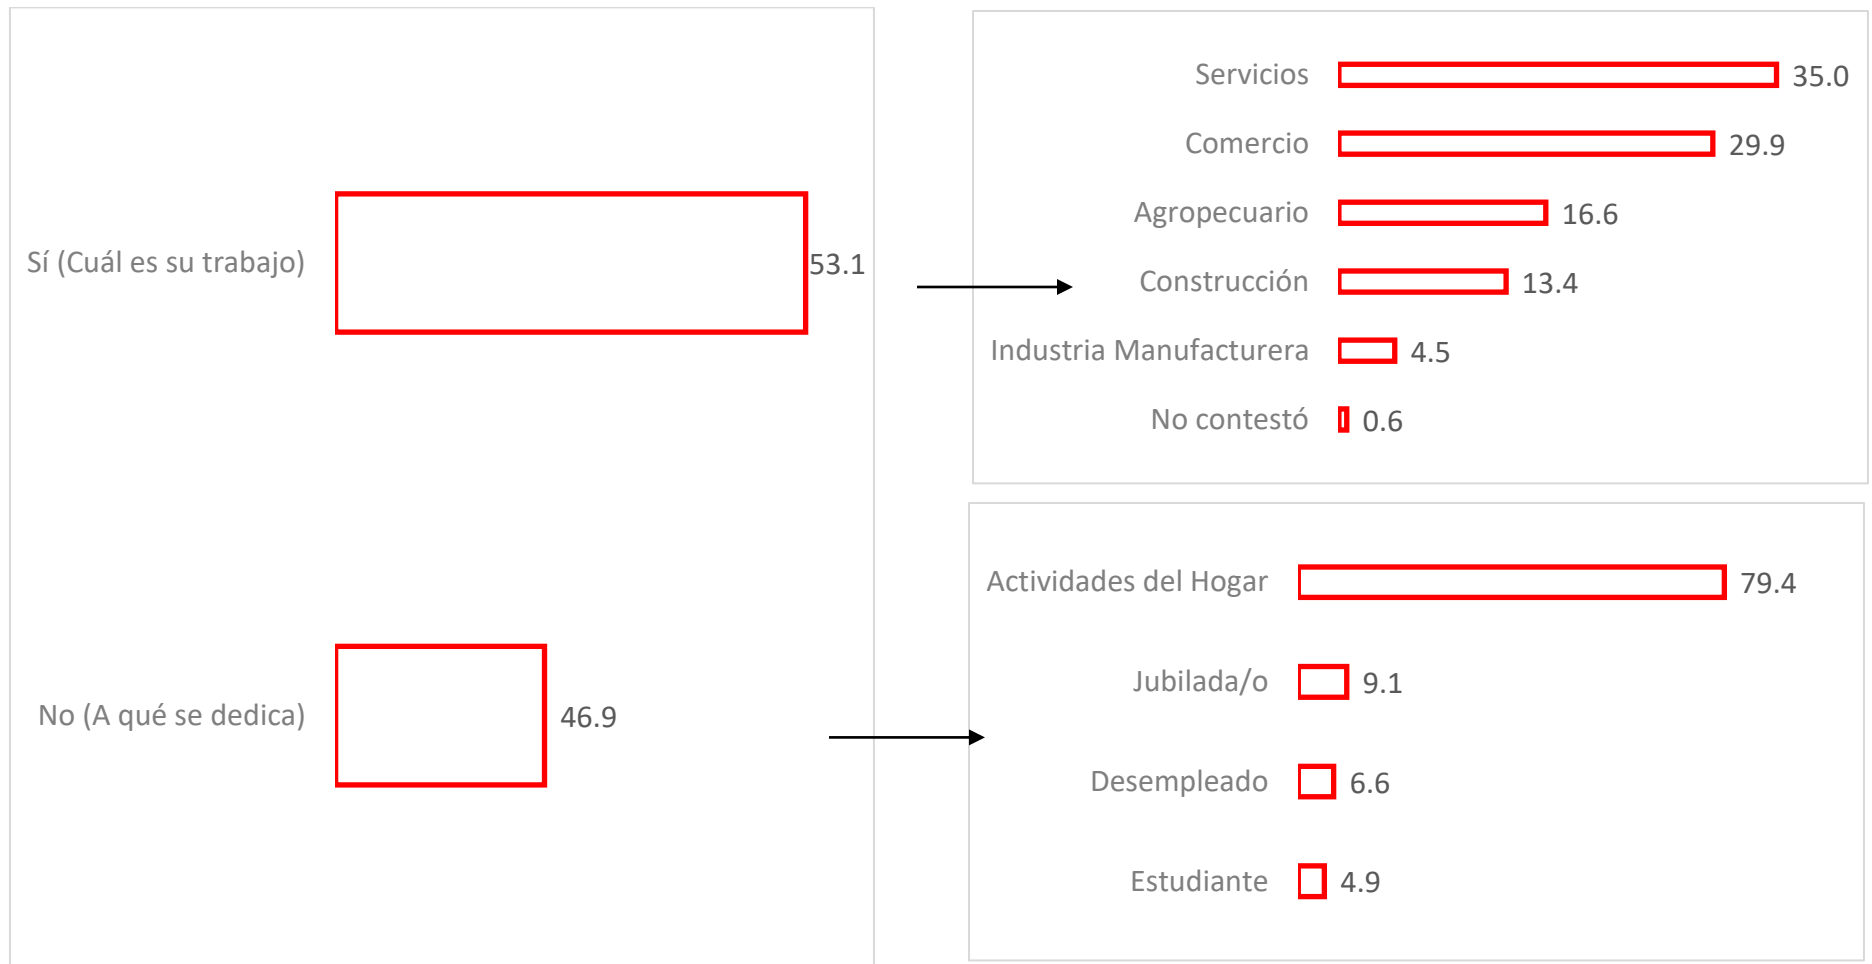 Sí (Cuál es su trabajo) 53.1
No (A qué se dedica) 46.9
Servicios 35.0
Comercio 29.9
Agropecuario 16.6
Construcción 13.4
Industria Manufacturera 4.5
No contestó 0.6
Actividades del Hogar 79.4
Jubilada/o 9.1
Desempleado 6.6
Estudiante 4.9